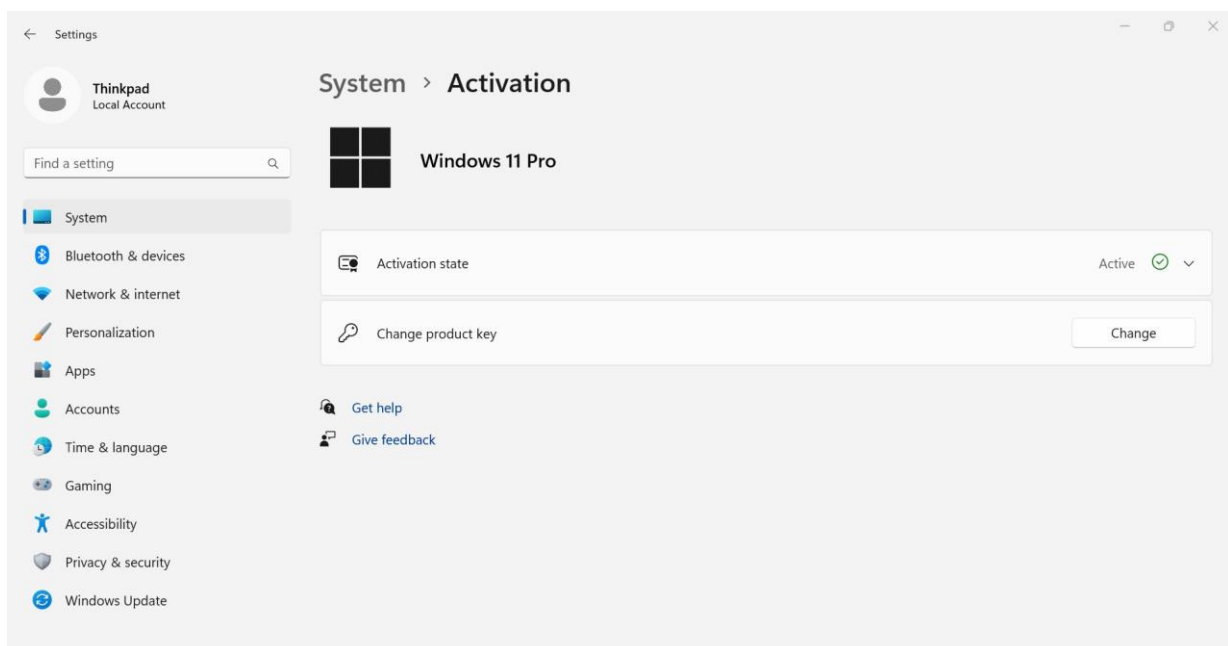 Settings
Thinkpad
Local Account
Find a setting
System
Bluetooth & devices
Network & internet
Personalization
Apps
Accounts
Time & language
Gaming
Accessibility
Privacy & security
Windows Update
System > Activation
Windows 11 Pro
Activation state
Active
Change product key
Change
Get help
Give feedback